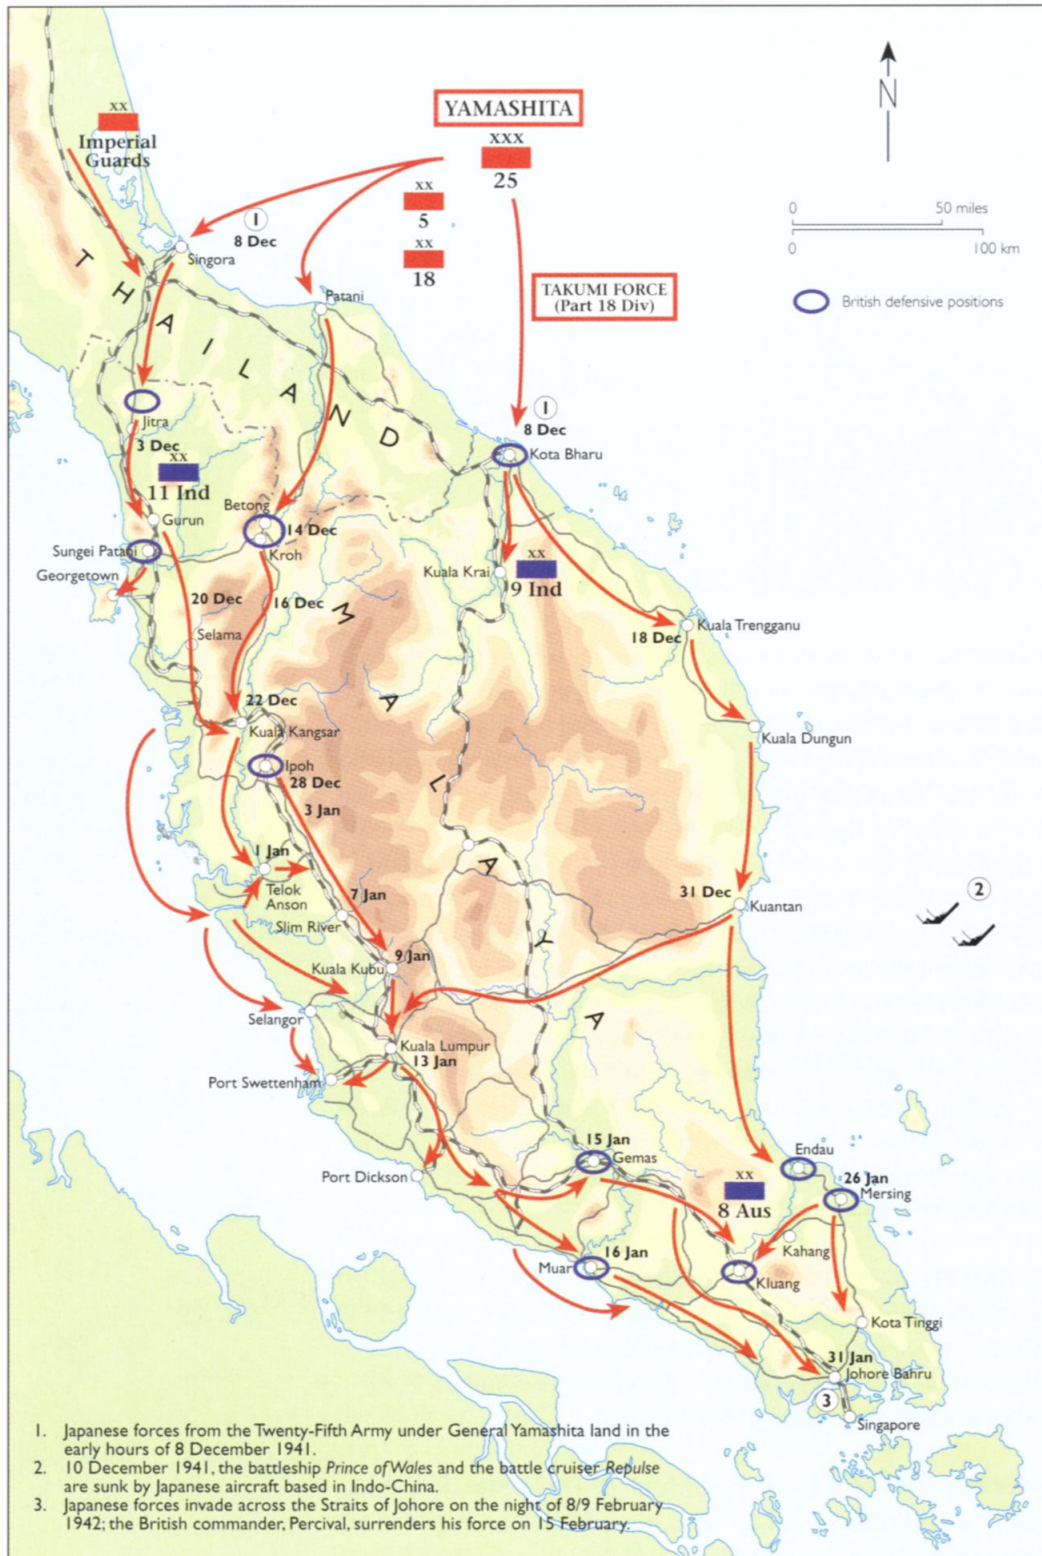 xx
Imperial
Guards
YAMASHITA
xxx
25
xx
5
xx
18
N
0 50 miles
0 100 km
1
8 Dec
Singora
Patani
TAKUMI FORCE
(Part 18 Div)
British defensive positions
THAILAND
Jitra
3 Dec
xx
11 Ind
1
8 Dec
Kota Bharu
Gurun
Betong
14 Dec
Kroh
Sungei Patani
Georgetown
Kuala Krai
xx
9 Ind
20 Dec
16 Dec
Selama
Kuala Trengganu
18 Dec
MALAYA
22 Dec
Kuala Kangsar
Kuala Dungun
Ipoh
28 Dec
3 Jan
1 Jan
Telok
Anson
7 Jan
Slim River
31 Dec
Kuantan
2
9 Jan
Kuala Kubu
Selangor
Kuala Lumpur
13 Jan
Port Swettenham
15 Jan
Gemas
Port Dickson
Endau
xx
8 Aus
26 Jan
Mersing
Kahang
16 Jan
Muar
Kluang
Kota Tinggi
31 Jan
Johore Bahru
3
Singapore
1. Japanese forces from the Twenty-Fifth Army under General Yamashita land in the
early hours of 8 December 1941.
2. 10 December 1941, the battleship Prince of Wales and the battle cruiser Repulse
are sunk by Japanese aircraft based in Indo-China.
3. Japanese forces invade across the Straits of Johore on the night of 8/9 February
1942; the British commander, Percival, surrenders his force on 15 February.